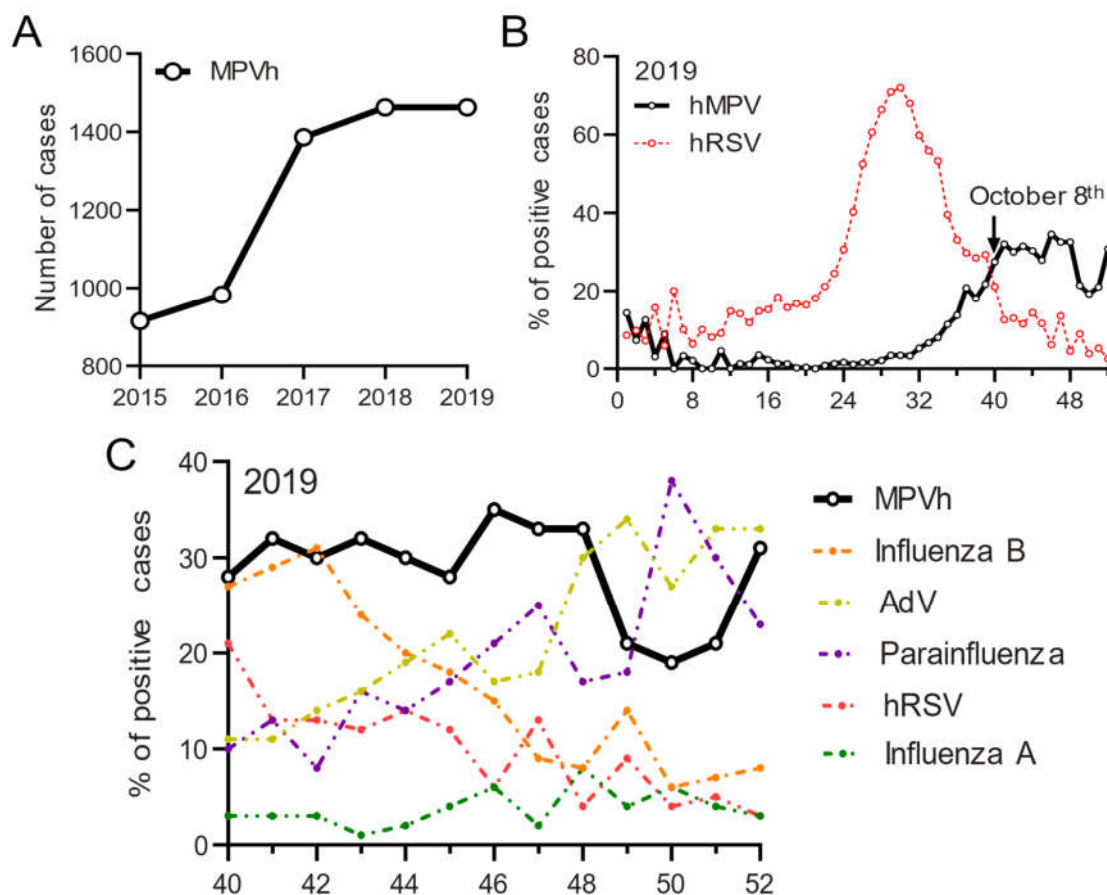 A
MPVh
Number of cases
1600
1400
1200
1000
800
2015 2016 2017 2018 2019
B
2019
hMPV
hRSV
% of positive cases
80
60
40
20
0
October 8th
0 8 16 24 32 40 48
C
2019
% of positive cases
40
30
20
10
0
40 42 44 46 48 50 52
MPVh
Influenza B
AdV
Parainfluenza
hRSV
Influenza A